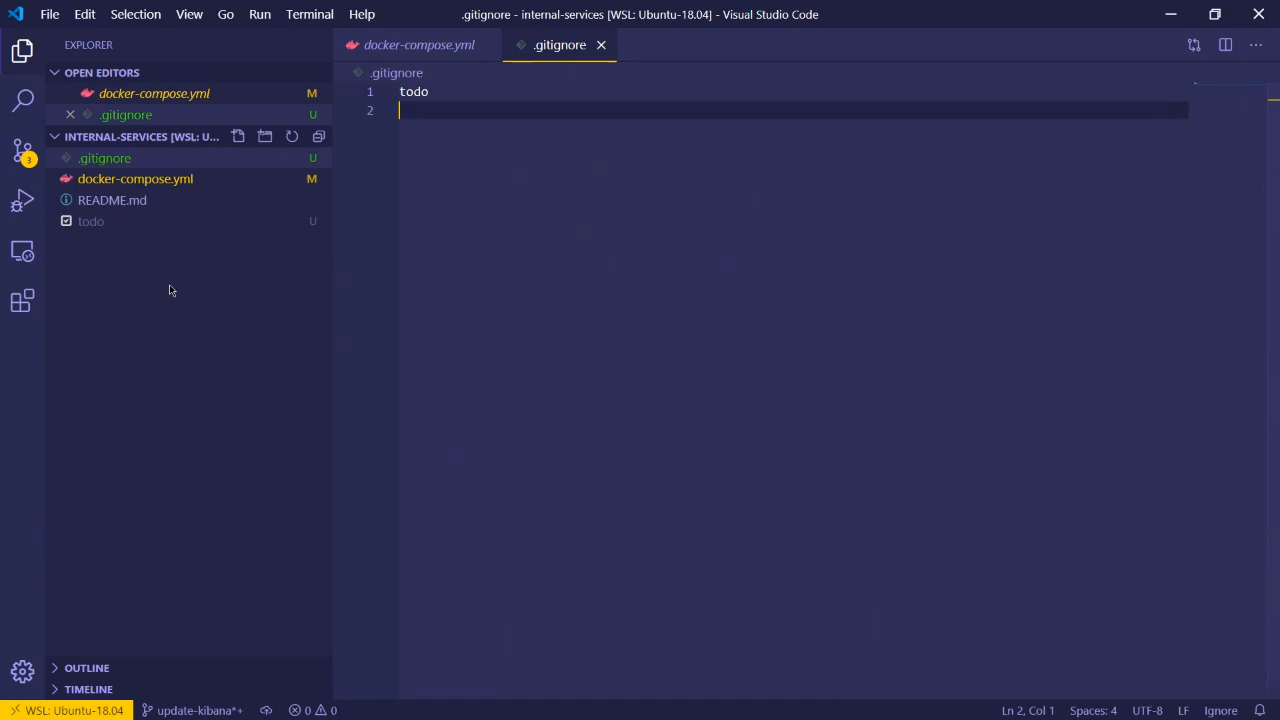 File Edit Selection View Go Run Terminal Help
.gitignore - internal-services [WSL: Ubuntu-18.04] - Visual Studio Code
EXPLORER
docker-compose.yml
.gitignore
OPEN EDITORS
docker-compose.yml M
.gitignore U
INTERNAL-SERVICES [WSL: U...
.gitignore U
docker-compose.yml M
README.md
todo U
3
.gitignore
1 todo
2
OUTLINE
TIMELINE
WSL: Ubuntu-18.04 update-kibana*+ 0 0 Ln 2, Col 1 Spaces: 4 UTF-8 LF Ignore